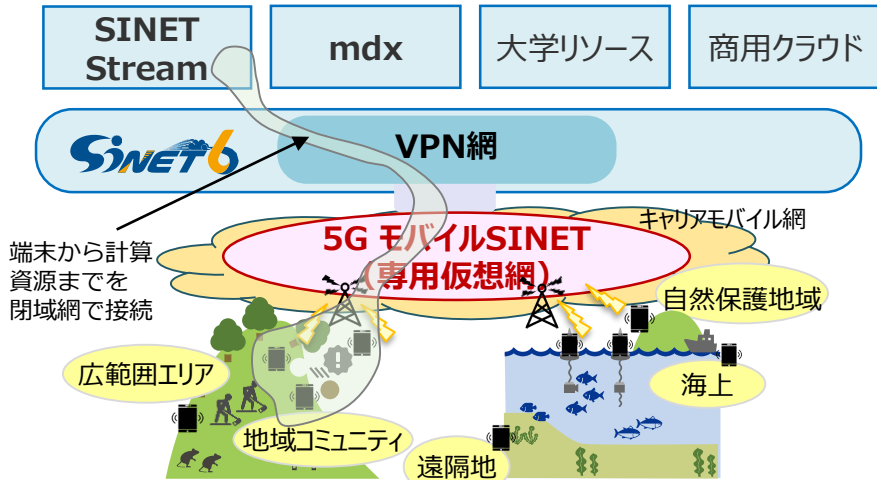 SINET
Stream
mdx
大学リソース
商用クラウド
SiNET6
VPN網
キャリアモバイル網
5G モバイルSINET
（専用仮想網）
端末から計算
資源までを
閉域網で接続
自然保護地域
広範囲エリア
海上
地域コミュニティ
遠隔地